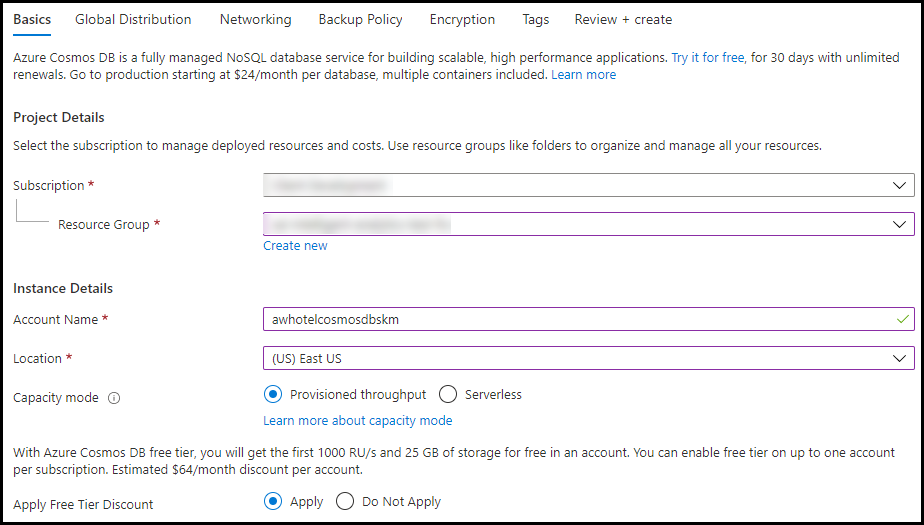 Basics Global Distribution Networking Backup Policy Encryption Tags Review + create
Azure Cosmos DB is a fully managed NoSQL database service for building scalable, high performance applications. Try it for free, for 30 days with unlimited
renewals. Go to production starting at $24/month per database, multiple containers included. Learn more
Project Details
Select the subscription to manage deployed resources and costs. Use resource groups like folders to organize and manage all your resources.
Subscription *
Resource Group *
Create new
Instance Details
Account Name * awhotelcosmosdbskm
Location * (US) East US
Capacity mode Provisioned throughput Serverless
Learn more about capacity mode
With Azure Cosmos DB free tier, you will get the first 1000 RU/s and 25 GB of storage for free in an account. You can enable free tier on up to one account
per subscription. Estimated $64/month discount per account.
Apply Free Tier Discount Apply Do Not Apply